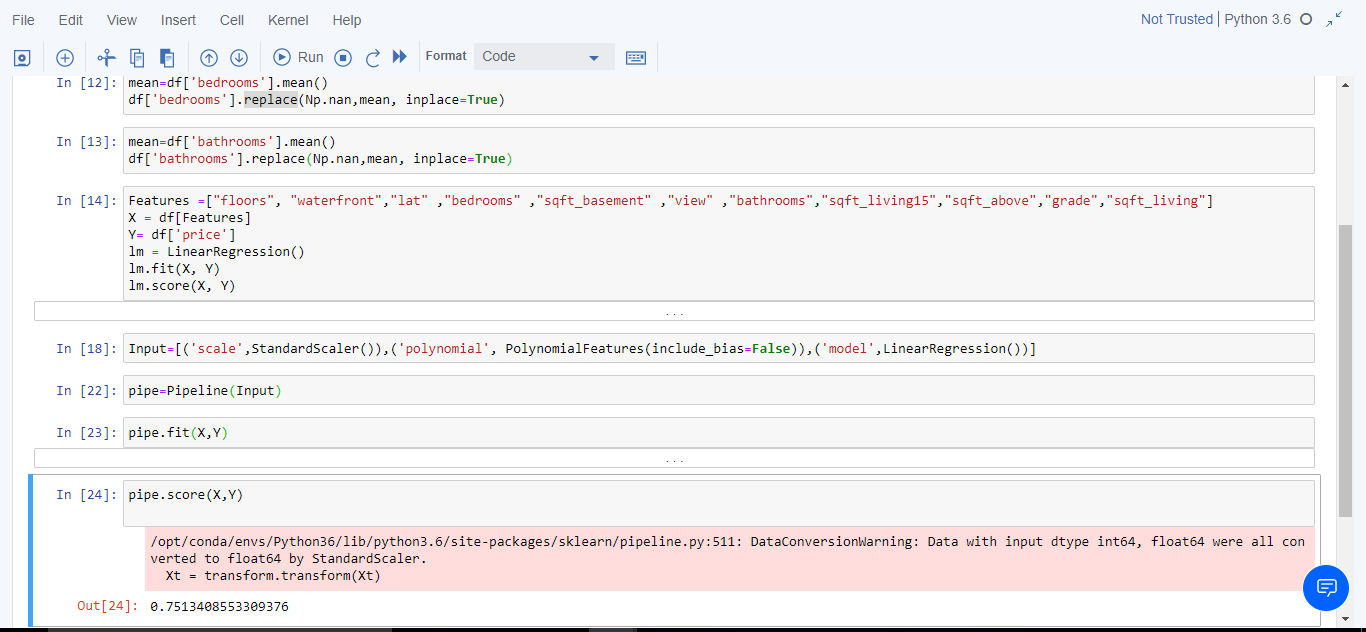 File Edit View Insert Cell Kernel Help
Not Trusted | Python 3.6
Run Format Code
In [12]: mean=df['bedrooms'].mean()
df['bedrooms'].replace(Np.nan,mean, inplace=True)
In [13]: mean=df['bathrooms'].mean()
df['bathrooms'].replace(Np.nan,mean, inplace=True)
In [14]: Features =["floors", "waterfront","lat" ,"bedrooms" ,"sqft_basement" ,"view" ,"bathrooms","sqft_living15","sqft_above","grade","sqft_living"]
X = df[Features]
Y= df['price']
lm = LinearRegression()
lm.fit(X, Y)
lm.score(X, Y)
...
In [18]: Input=[('scale',StandardScaler()),('polynomial', PolynomialFeatures(include_bias=False)),('model',LinearRegression())]
In [22]: pipe=Pipeline(Input)
In [23]: pipe.fit(X,Y)
...
In [24]: pipe.score(X,Y)
/opt/conda/envs/Python36/lib/python3.6/site-packages/sklearn/pipeline.py:511: DataConversionWarning: Data with input dtype int64, float64 were all con
verted to float64 by StandardScaler.
Xt = transform.transform(Xt)
Out[24]: 0.7513408553309376